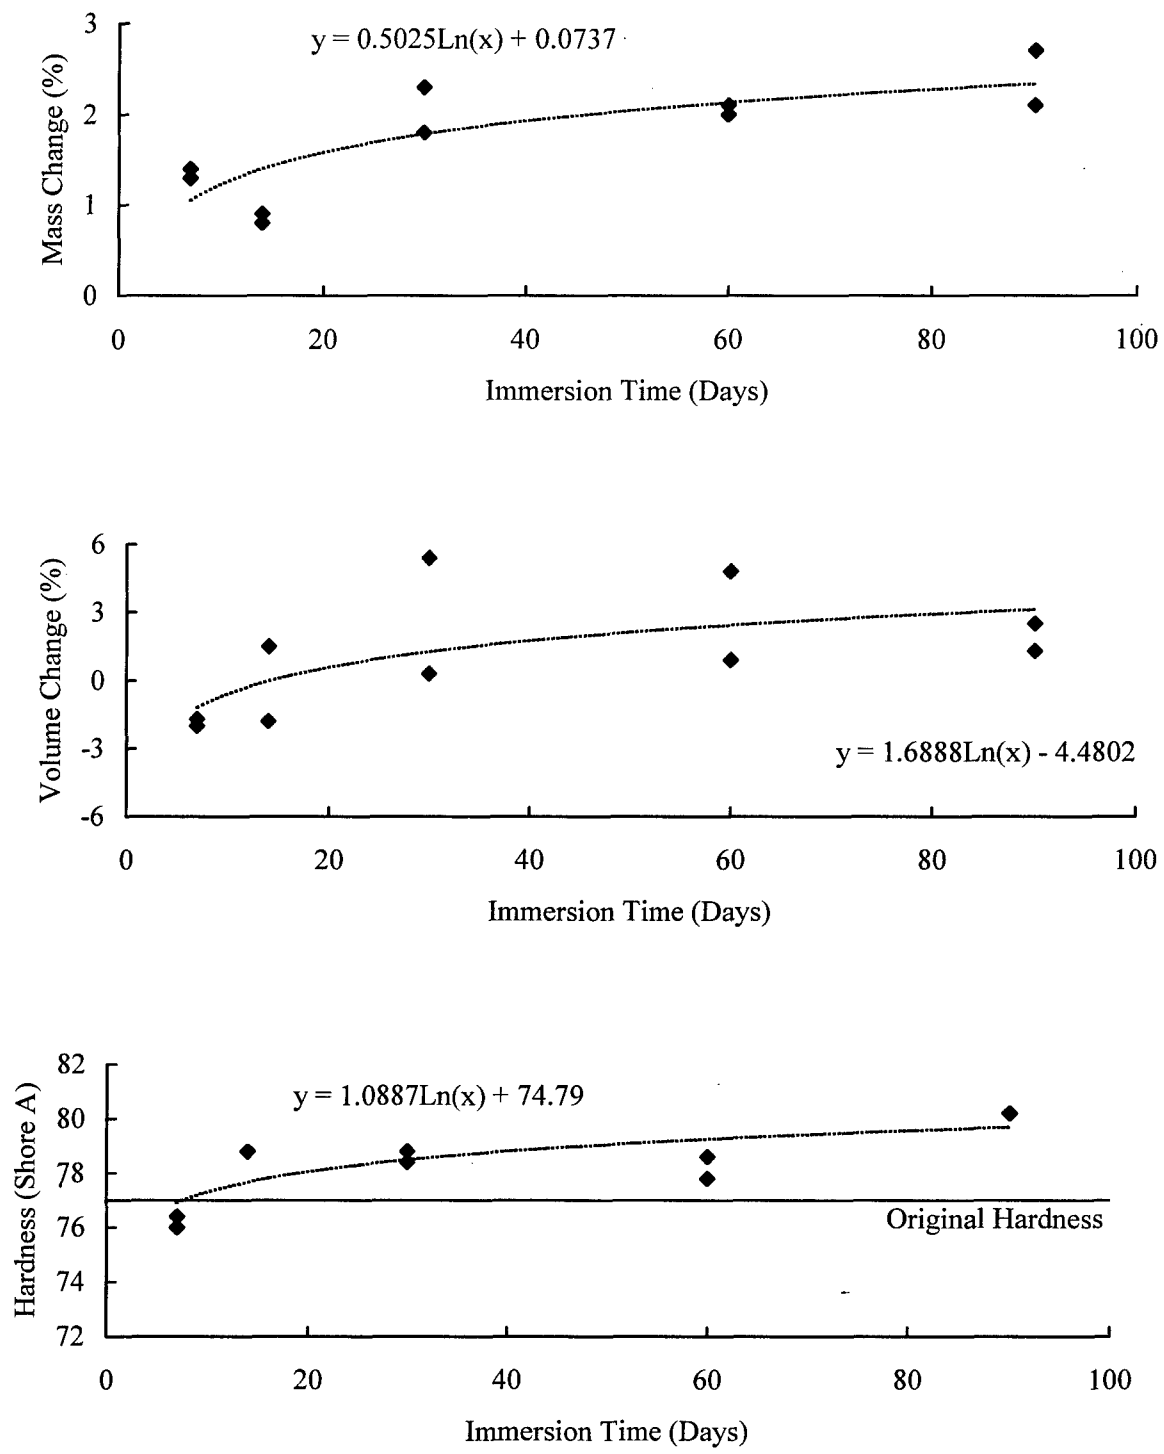 3
y = 0.5025Ln(x) + 0.0737
2
1
0
Mass Change (%)
0 20 40 60 80 100
Immersion Time (Days)
6
3
0
-3
-6
Volume Change (%)
y = 1.6888Ln(x) - 4.4802
0 20 40 60 80 100
Immersion Time (Days)
82
y = 1.0887Ln(x) + 74.79
80
78
76
74
72
Hardness (Shore A)
Original Hardness
0 20 40 60 80 100
Immersion Time (Days)